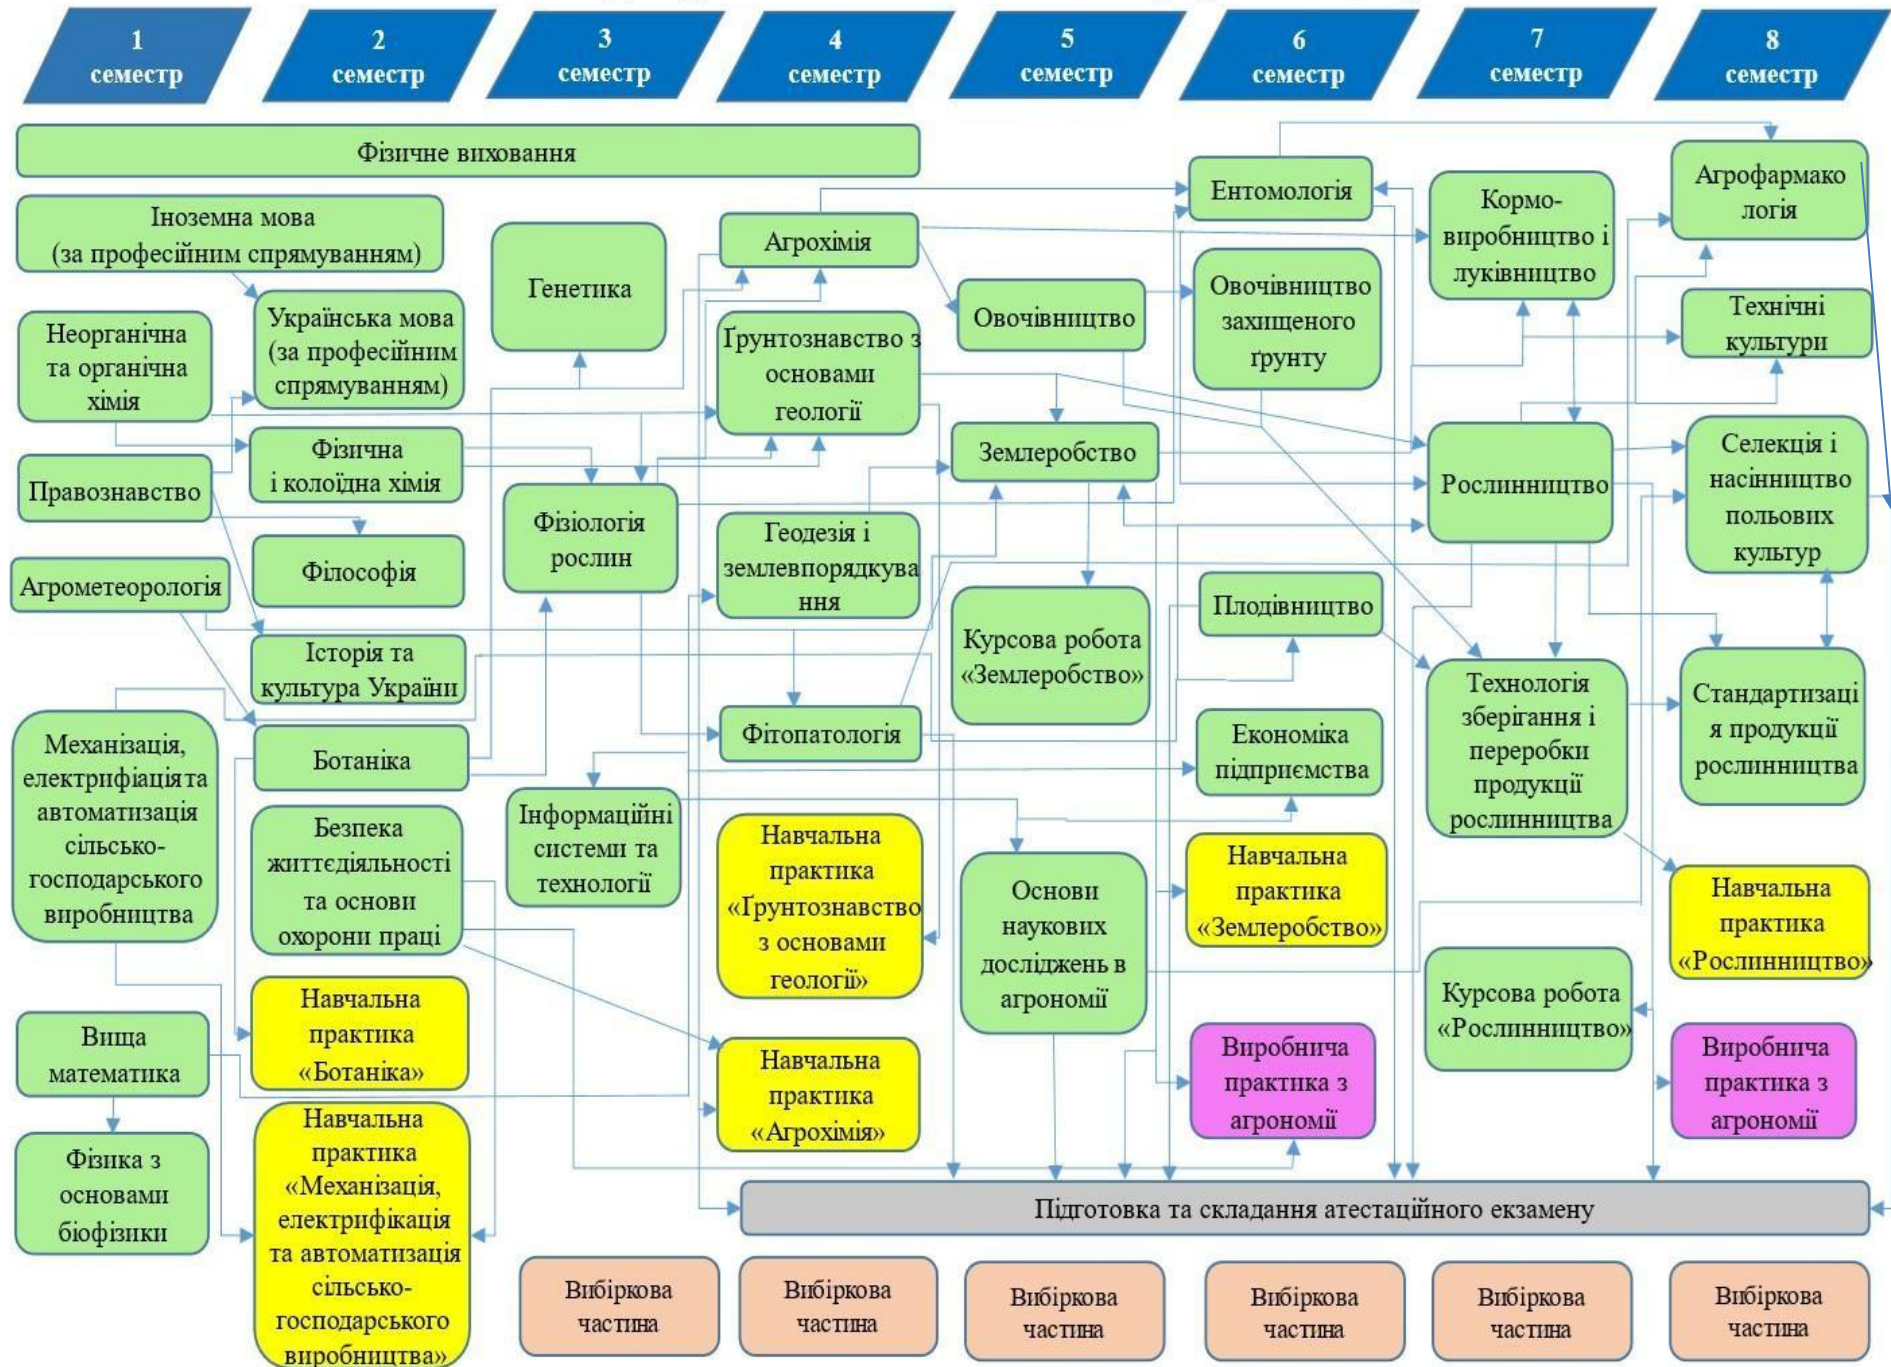 1
семестр
2
семестр
3
семестр
4
семестр
5
семестр
6
семестр
7
семестр
8
семестр
Фізичне виховання
Іноземна мова
(за професійним спрямуванням)
Неорганічна
та органічна
хімія
Правознавство
Агрометеорологія
Механізація,
електрифіація та
автоматизація
сільсько-
господарського
виробництва
Вища
математика
Фізика з
основами
біофізики
Українська мова
(за професійним
спрямуванням)
Фізична
і колоїдна хімія
Філософія
Історія та
культура України
Ботаніка
Безпека
життєдіяльності
та основи
охорони праці
Навчальна
практика
«Ботаніка»
Навчальна
практика
«Механізація,
електрифікація
та автоматизація
сільсько-
господарського
виробництва»
Генетика
Фізіологія
рослин
Інформаційні
системи та
технології
Вибіркова
частина
Агрохімія
Ґрунтознавство з
основами
геології
Геодезія і
землевпорядкува
ння
Фітопатологія
Навчальна
практика
«Ґрунтознавство
з основами
геології»
Навчальна
практика
«Агрохімія»
Вибіркова
частина
Овочівництво
Землеробство
Курсова робота
«Землеробство»
Основи
наукових
досліджень в
агрономії
Вибіркова
частина
Ентомологія
Овочівництво
захищеного
ґрунту
Плодівництво
Економіка
підприємства
Навчальна
практика
«Землеробство»
Виробнича
практика з
агрономії
Вибіркова
частина
Кормо-
виробництво і
луківництво
Рослинництво
Технологія
зберігання і
переробки
продукції
рослинництва
Курсова робота
«Рослинництво»
Вибіркова
частина
Агрофармако
логія
Технічні
культури
Селекція і
насінництво
польових
культур
Стандартизаці
я продукції
рослинництва
Навчальна
практика
«Рослинництво»
Виробнича
практика з
агрономії
Підготовка та складання атестаційного екзамену
Вибіркова
частина